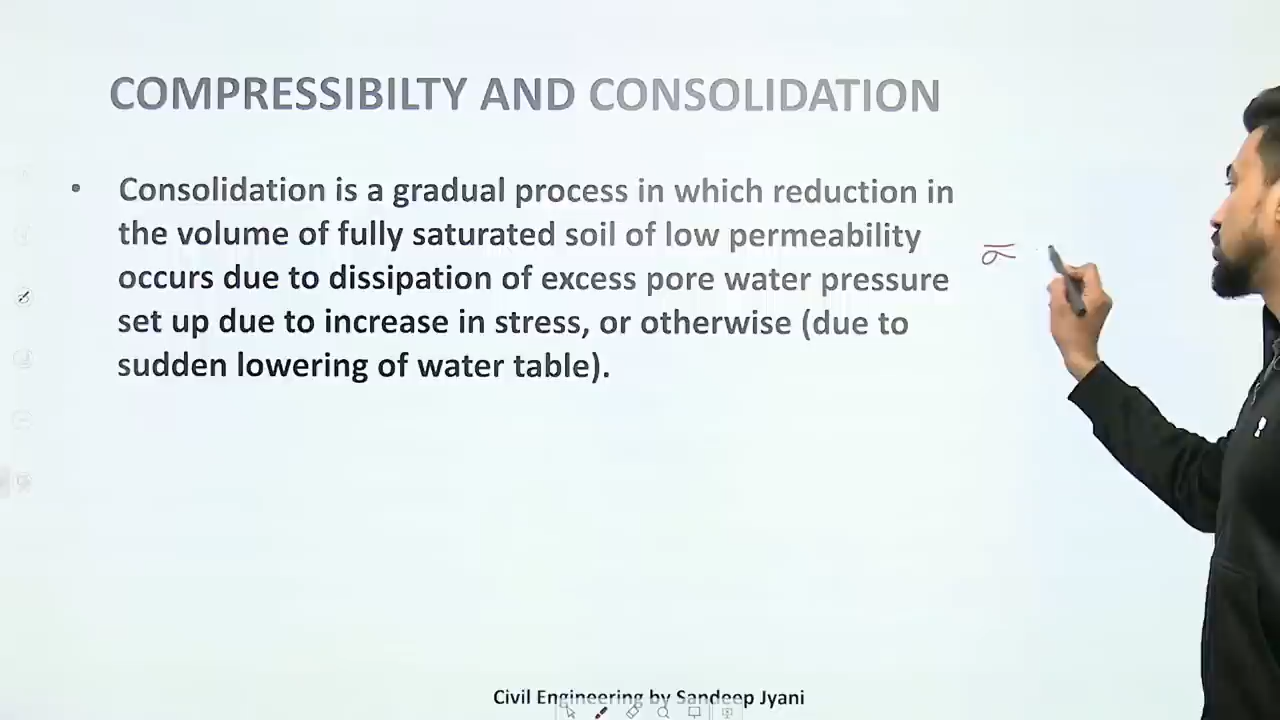 COMPRESSIBILTY AND CONSOLIDATION
• Consolidation is a gradual process in which reduction in
the volume of fully saturated soil of low permeability
occurs due to dissipation of excess pore water pressure
set up due to increase in stress, or otherwise (due to
sudden lowering of water table).
σ̅
Civil Engineering by Sandeep Jyani